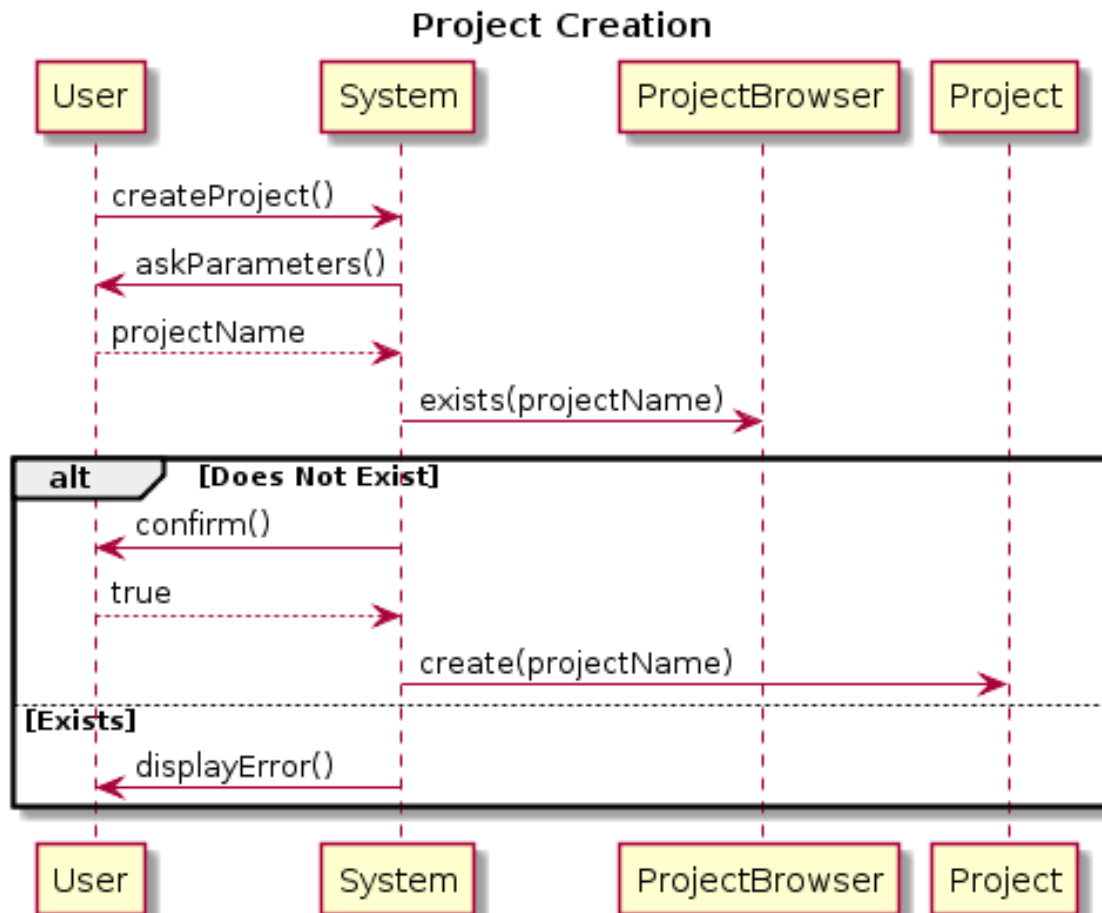 Project Creation
User System ProjectBrowser Project
createProject()
askParameters()
projectName
exists(projectName)
alt [Does Not Exist]
confirm()
true
create(projectName)
[Exists]
displayError()
User System ProjectBrowser Project